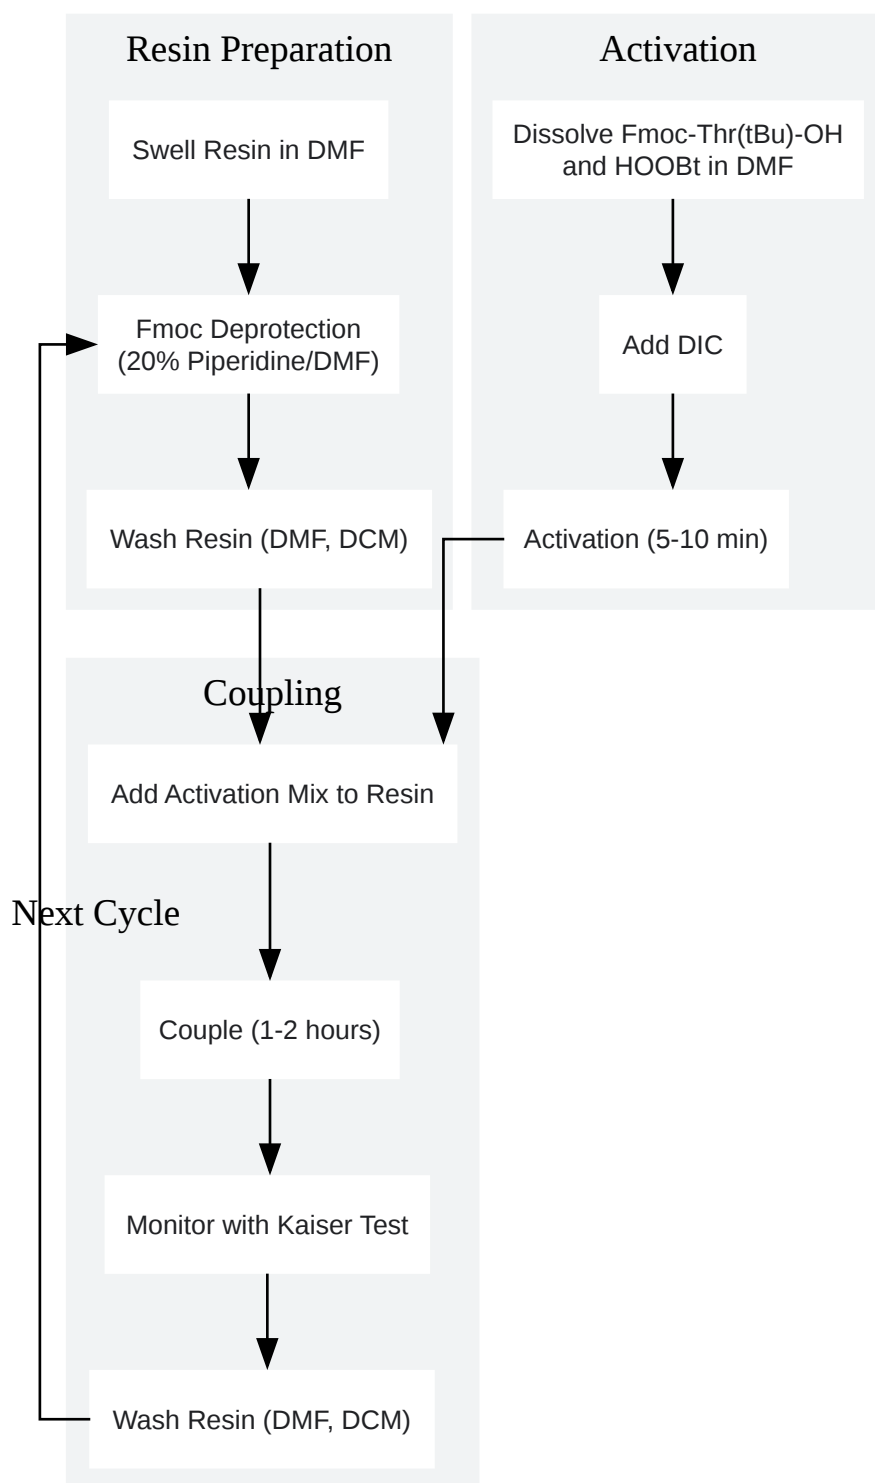 Resin Preparation
Swell Resin in DMF
Fmoc Deprotection
(20% Piperidine/DMF)
Wash Resin (DMF, DCM)
Activation
Dissolve Fmoc-Thr(tBu)-OH
and HOOBt in DMF
Add DIC
Activation (5-10 min)
Coupling
Add Activation Mix to Resin
Next Cycle
Couple (1-2 hours)
Monitor with Kaiser Test
Wash Resin (DMF, DCM)